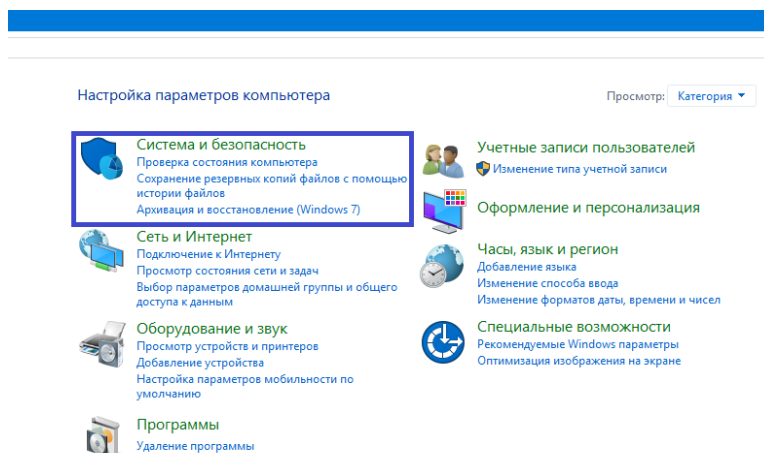 Настройка параметров компьютера
Просмотр: Категория
Система и безопасность
Проверка состояния компьютера
Сохранение резервных копий файлов с помощью
истории файлов
Архивация и восстановление (Windows 7)
Сеть и Интернет
Подключение к Интернету
Просмотр состояния сети и задач
Выбор параметров домашней группы и общего
доступа к данным
Оборудование и звук
Просмотр устройств и принтеров
Добавление устройства
Настройка параметров мобильности по
умолчанию
Программы
Удаление программы
Учетные записи пользователей
Изменение типа учетной записи
Оформление и персонализация
Часы, язык и регион
Добавление языка
Изменение способа ввода
Изменение форматов даты, времени и чисел
Специальные возможности
Рекомендуемые Windows параметры
Оптимизация изображения на экране